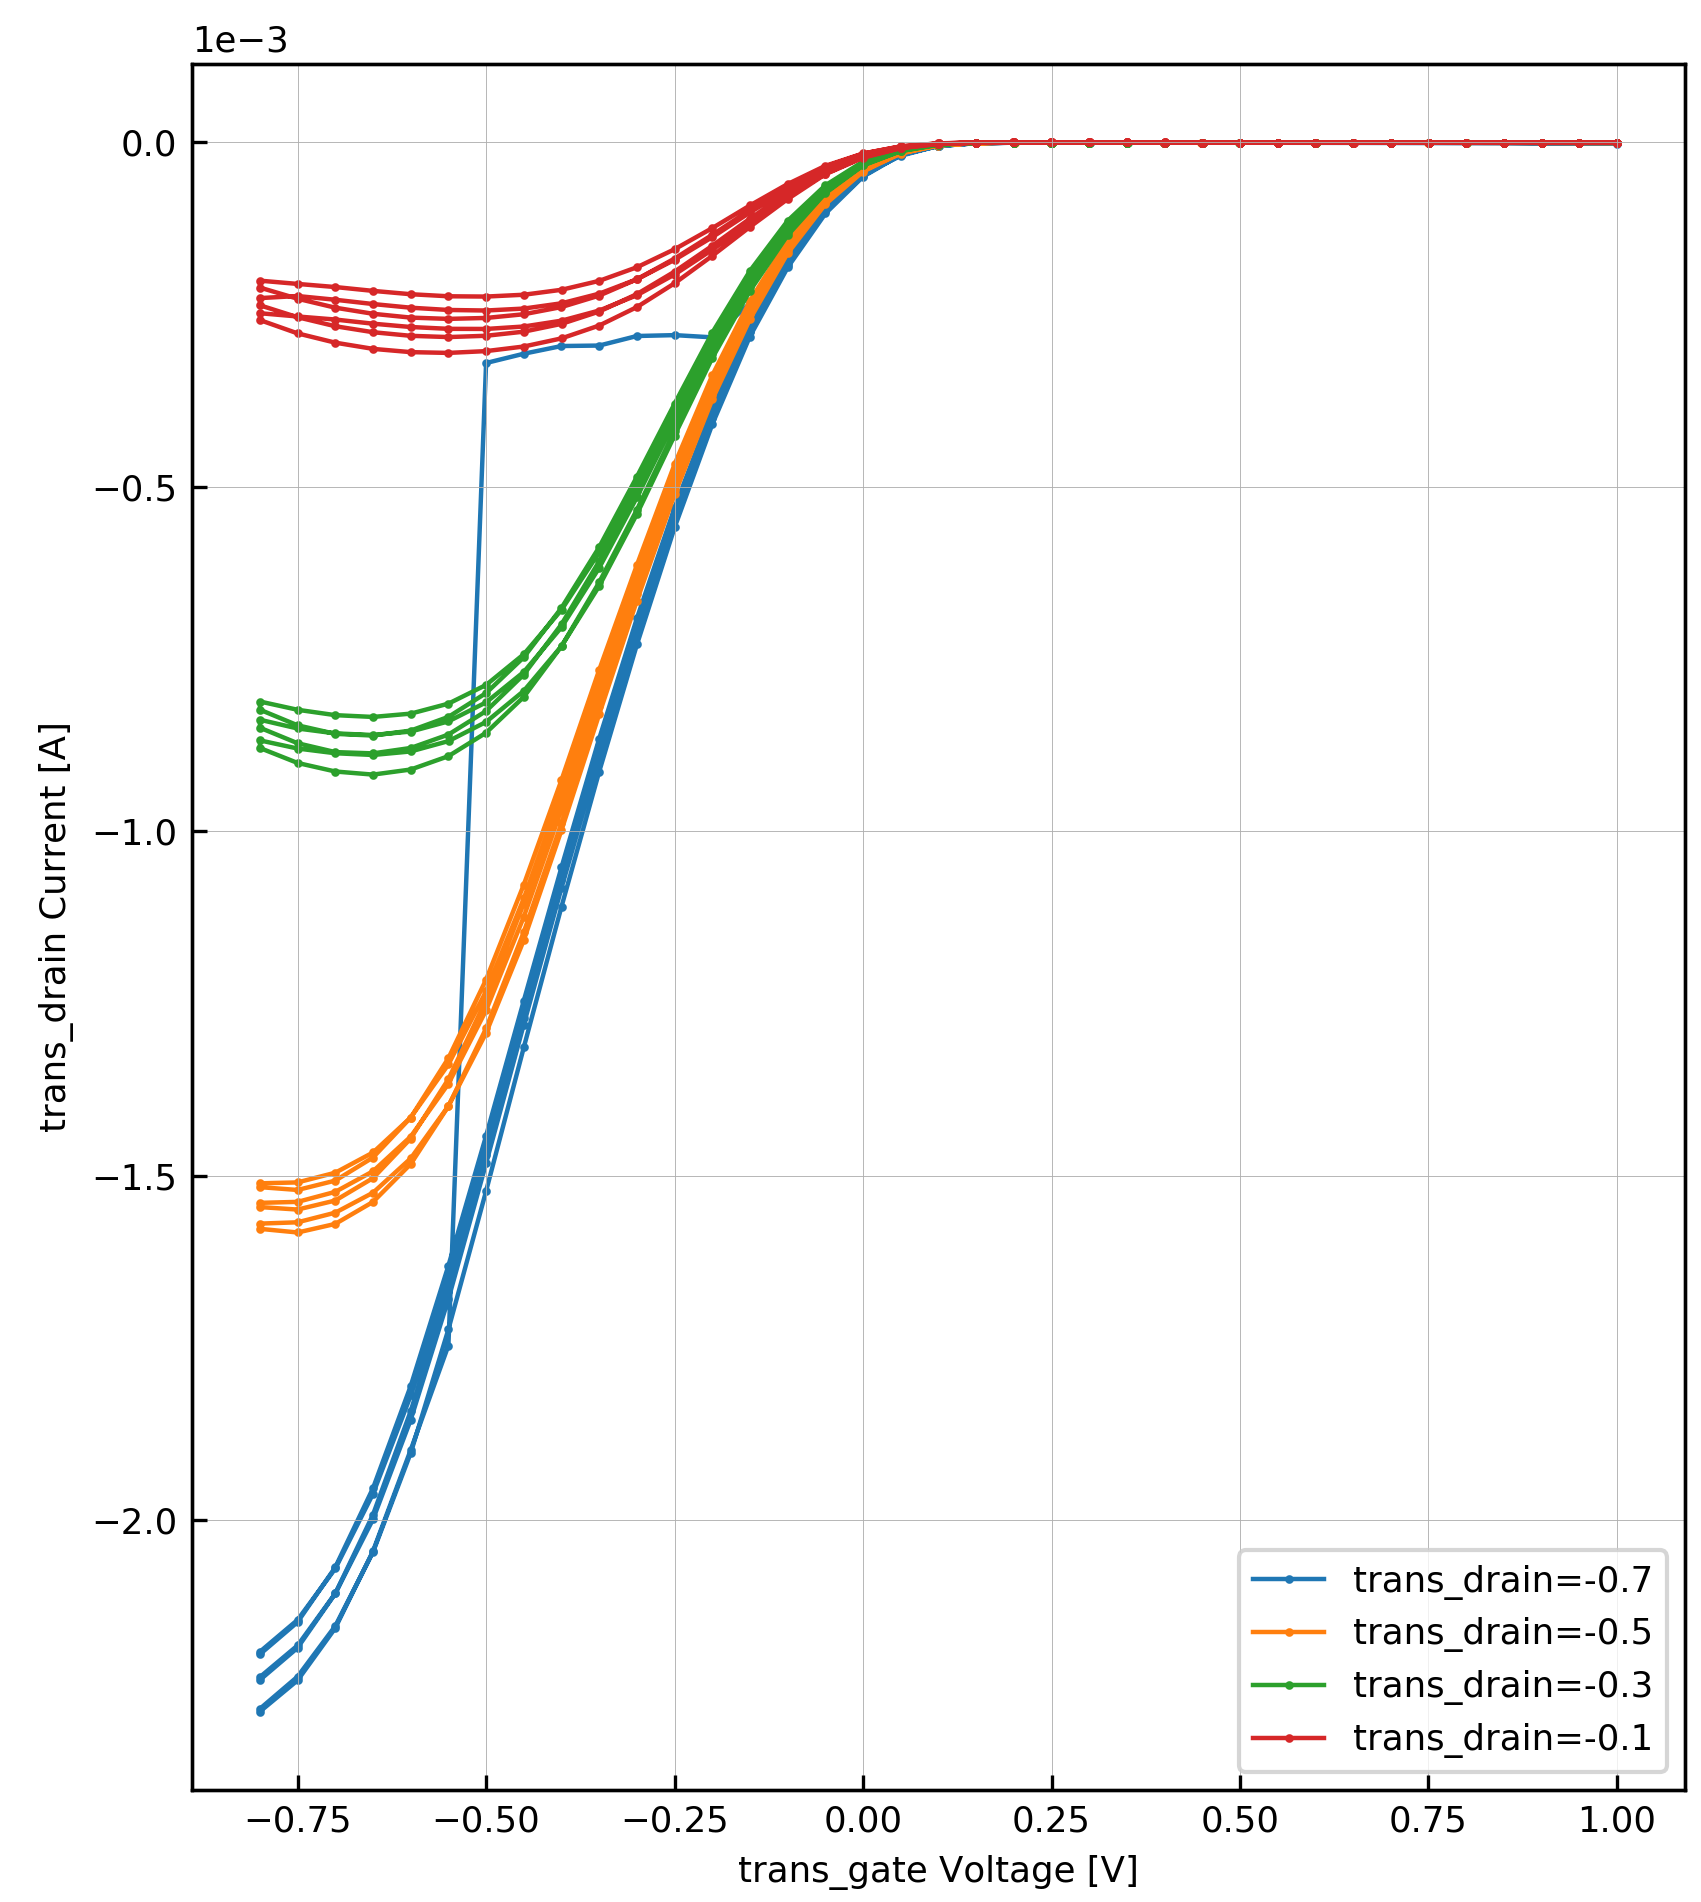 1e−3
0.0
−0.5
−1.0
−1.5
−2.0
trans_drain Current [A]
−0.75 −0.50 −0.25 0.00 0.25 0.50 0.75 1.00
trans_gate Voltage [V]
trans_drain=-0.7
trans_drain=-0.5
trans_drain=-0.3
trans_drain=-0.1